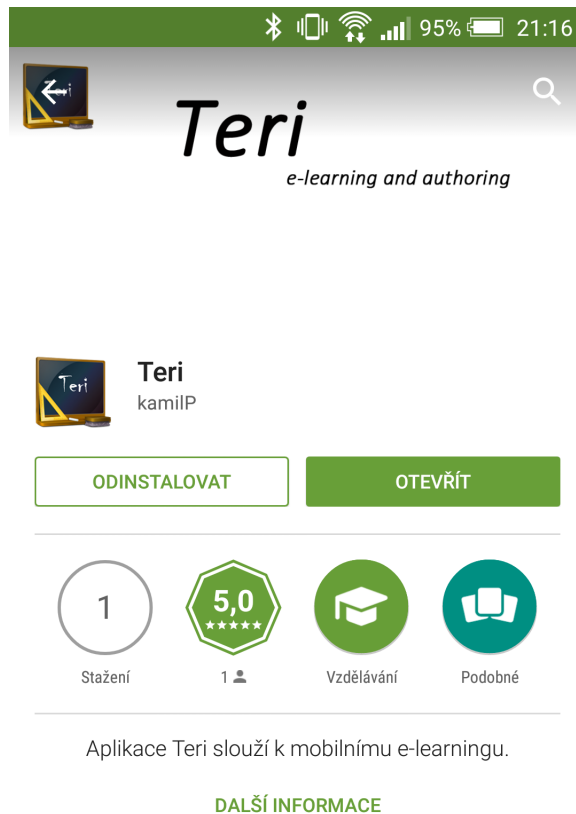 95% 21:16
Teri
Teri
e-learning and authoring
Teri
Teri
kamilP
ODINSTALOVAT OTEVŘÍT
1 5,0
Stažení 1 Vzdělávání Podobné
Aplikace Teri slouží k mobilnímu e-learningu.
DALŠÍ INFORMACE